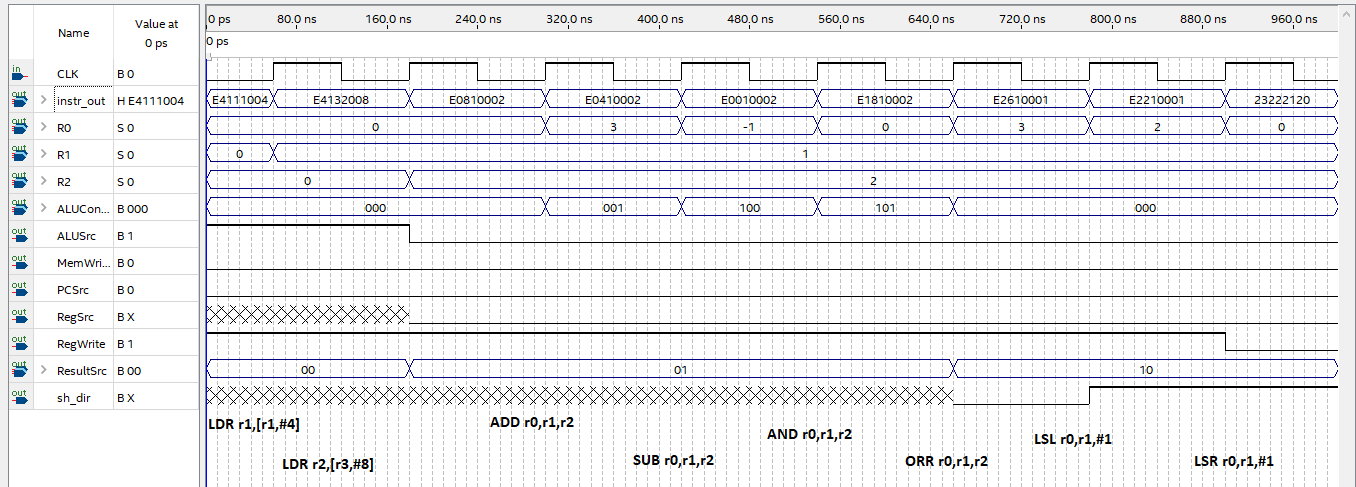 Name Value at 0 ps
0 ps 80.0 ns 160.0 ns 240.0 ns 320.0 ns 400.0 ns 480.0 ns 560.0 ns 640.0 ns 720.0 ns 800.0 ns 880.0 ns 960.0 ns
0 ps
in CLK B 0
out > instr_out H E4111004 E4111004 E4132008 E0810002 E0410002 E0010002 E1810002 E2610001 E2210001 23222120
out > R0 S 0 0 3 -1 0 3 2 0
out > R1 S 0 0 1
out > R2 S 0 0 2
out > ALUCon... B 000 000 001 100 101 000
out ALUSrc B 1
out MemWri... B 0
out PCSrc B 0
out RegSrc B X
out RegWrite B 1
out > ResultSrc B 00 00 01 10
out sh_dir B X
LDR r1,[r1,#4]
ADD r0,r1,r2
AND r0,r1,r2
LSL r0,r1,#1
LDR r2,[r3,#8]
SUB r0,r1,r2
ORR r0,r1,r2
LSR r0,r1,#1